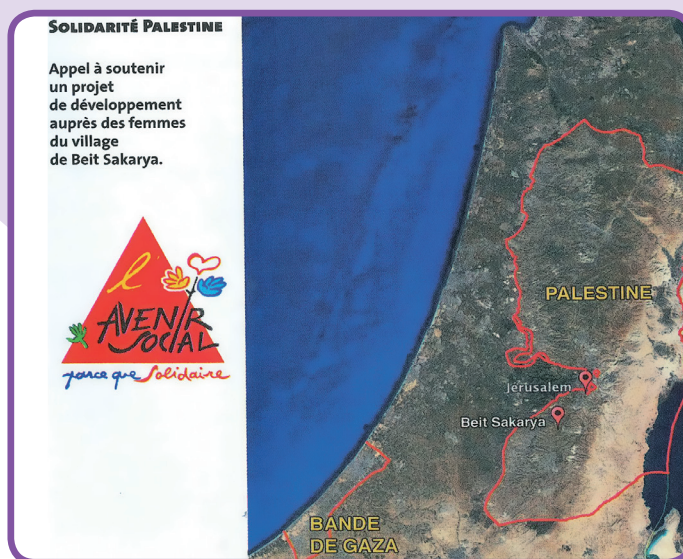 SOLIDARITÉ PALESTINE
Appel à soutenir
un projet
de développement
auprès des femmes
du village
de Beit Sakarya.
l'
AVENIR
SOCIAL
parce que solidaire
PALESTINE
Jérusalem
Beit Sakarya
BANDE
DE GAZA